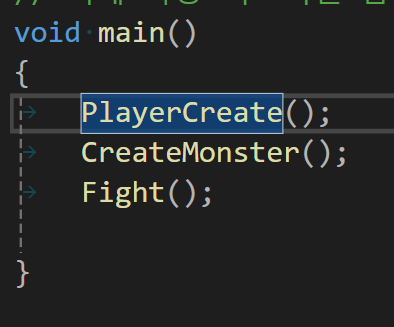 void main()
{
PlayerCreate();
CreateMonster();
Fight();
}